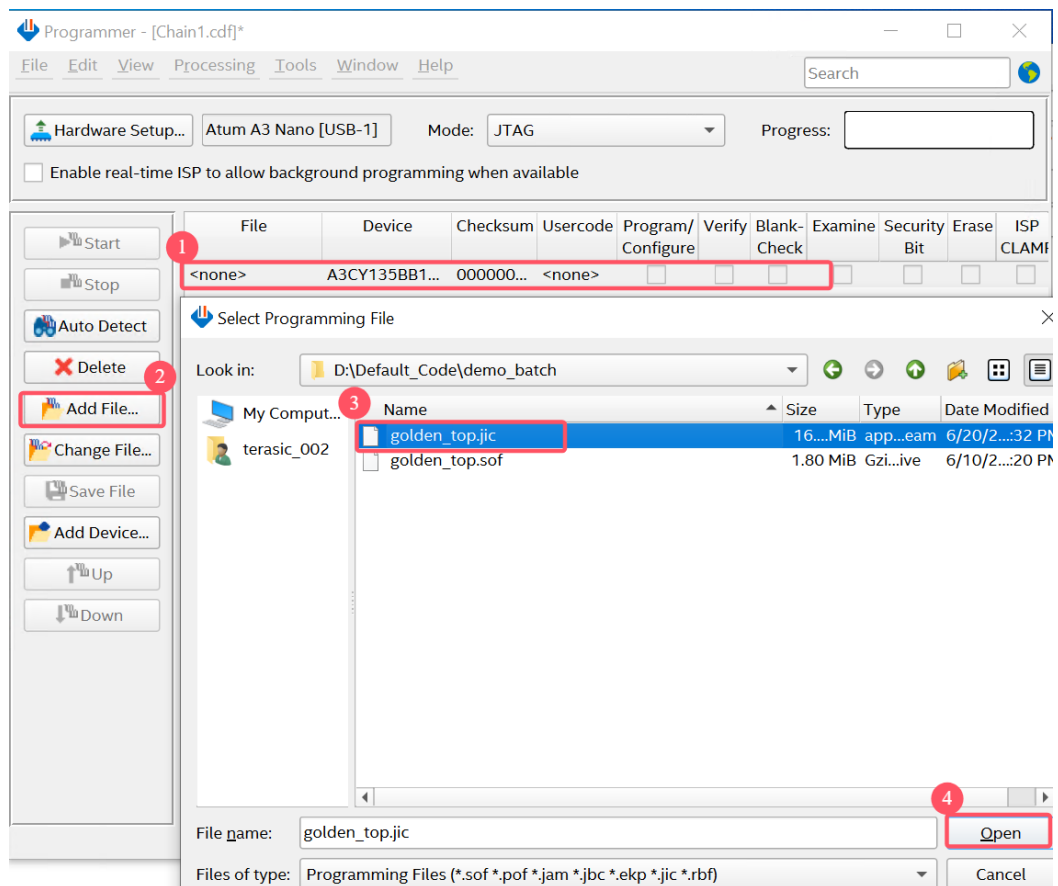 Programmer - [Chain1.cdf]*
File Edit View Processing Tools Window Help
Search
Hardware Setup... Atum A3 Nano [USB-1] Mode: JTAG Progress:
Enable real-time ISP to allow background programming when available
File Device Checksum Usercode Program/ Verify Blank- Examine Security Erase ISP
Configure Check Bit CLAMP
Start
1
<none> A3CY135BB1... 000000... <none>
Stop
Select Programming File
Auto Detect
Look in: D:\Default_Code\demo_batch
Delete
2
3
My Comput... Name Size Type Date Modified
Add File...
golden_top.jic 16....MiB app...eam 6/20/2...:32 PM
Change File...
terasic_002
golden_top.sof 1.80 MiB Gzi...ive 6/10/2...:20 PM
Save File
Add Device...
Up
Down
4
File name: golden_top.jic Open
Files of type: Programming Files (*.sof *.pof *.jam *.jbc *.ekp *.jic *.rbf) Cancel